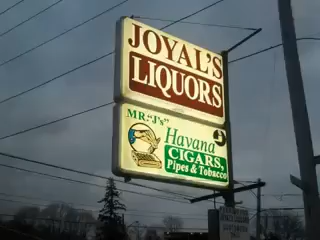 JOYAL'S
LIQUORS
MR. "J's"
Havana
CIGARS,
Pipes & Tobacco